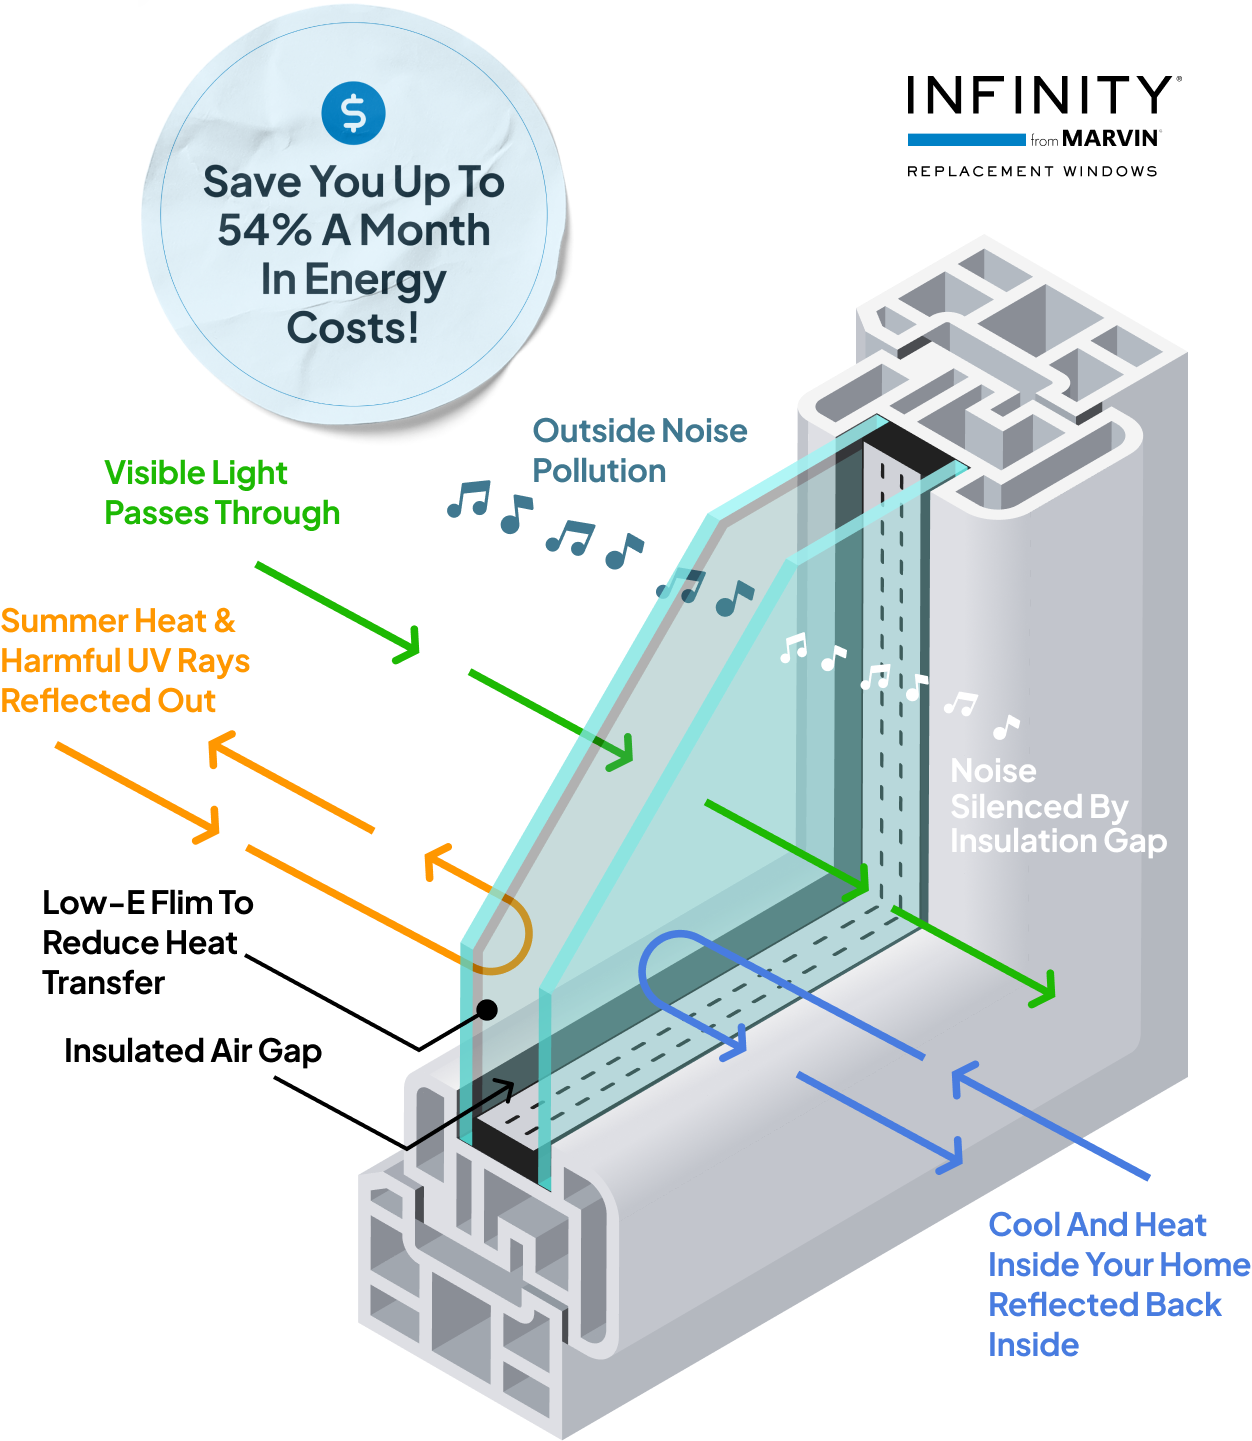 $
Save You Up To
54% A Month
In Energy
Costs!
INFINITY®
from MARVIN
REPLACEMENT WINDOWS
Outside Noise
Pollution
Visible Light
Passes Through
Summer Heat &
Harmful UV Rays
Reflected Out
Noise
Silenced By
Insulation Gap
Low-E Flim To
Reduce Heat
Transfer
Insulated Air Gap
Cool And Heat
Inside Your Home
Reflected Back
Inside